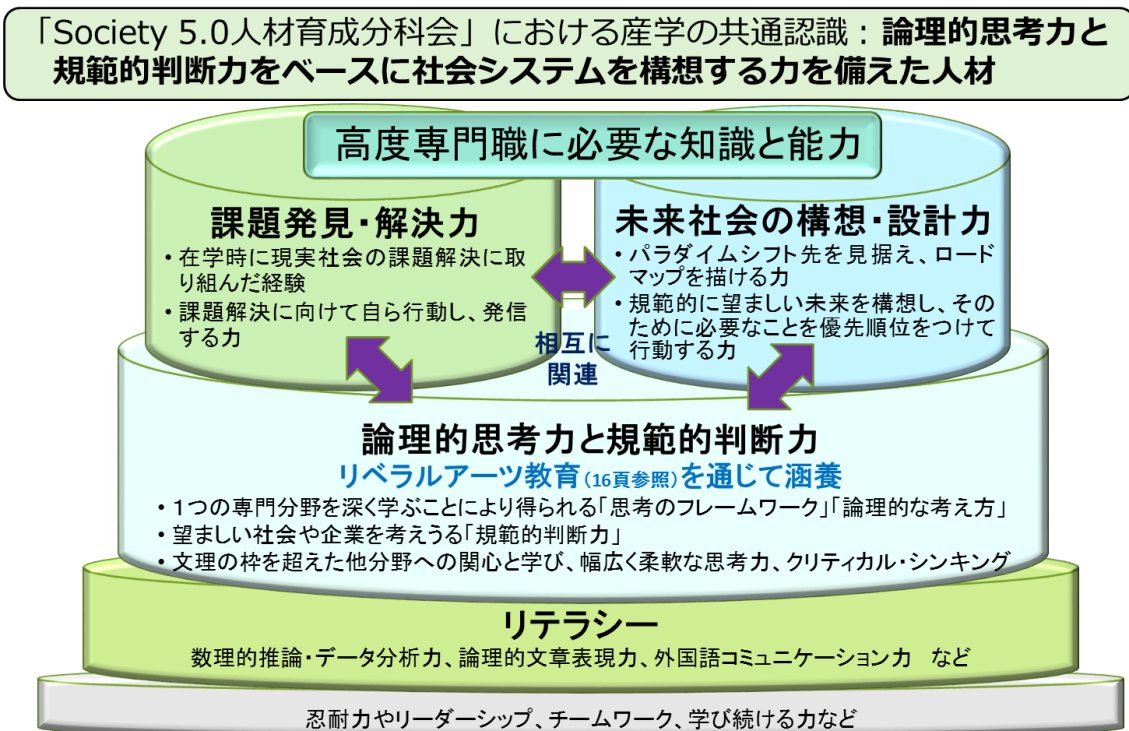 「Society 5.0人材育成分科会」における産学の共通認識：論理的思考力と
規範的判断力をベースに社会システムを構想する力を備えた人材
高度専門職に必要な知識と能力
課題発見・解決力
・在学時に現実社会の課題解決に取
り組んだ経験
・課題解決に向けて自ら行動し、発信
する力
未来社会の構想・設計力
・パラダイムシフト先を見据え、ロード
マップを描ける力
・規範的に望ましい未来を構想し、その
ために必要なことを優先順位をつけて
行動する力
相互に
関連
論理的思考力と規範的判断力
リベラルアーツ教育（16頁参照）を通じて涵養
・１つの専門分野を深く学ぶことにより得られる「思考のフレームワーク」「論理的な考え方」
・望ましい社会や企業を考えうる「規範的判断力」
・文理の枠を超えた他分野への関心と学び、幅広く柔軟な思考力、クリティカル・シンキング
リテラシー
数理的推論・データ分析力、論理的文章表現力、外国語コミュニケーション力　など
忍耐力やリーダーシップ、チームワーク、学び続ける力など